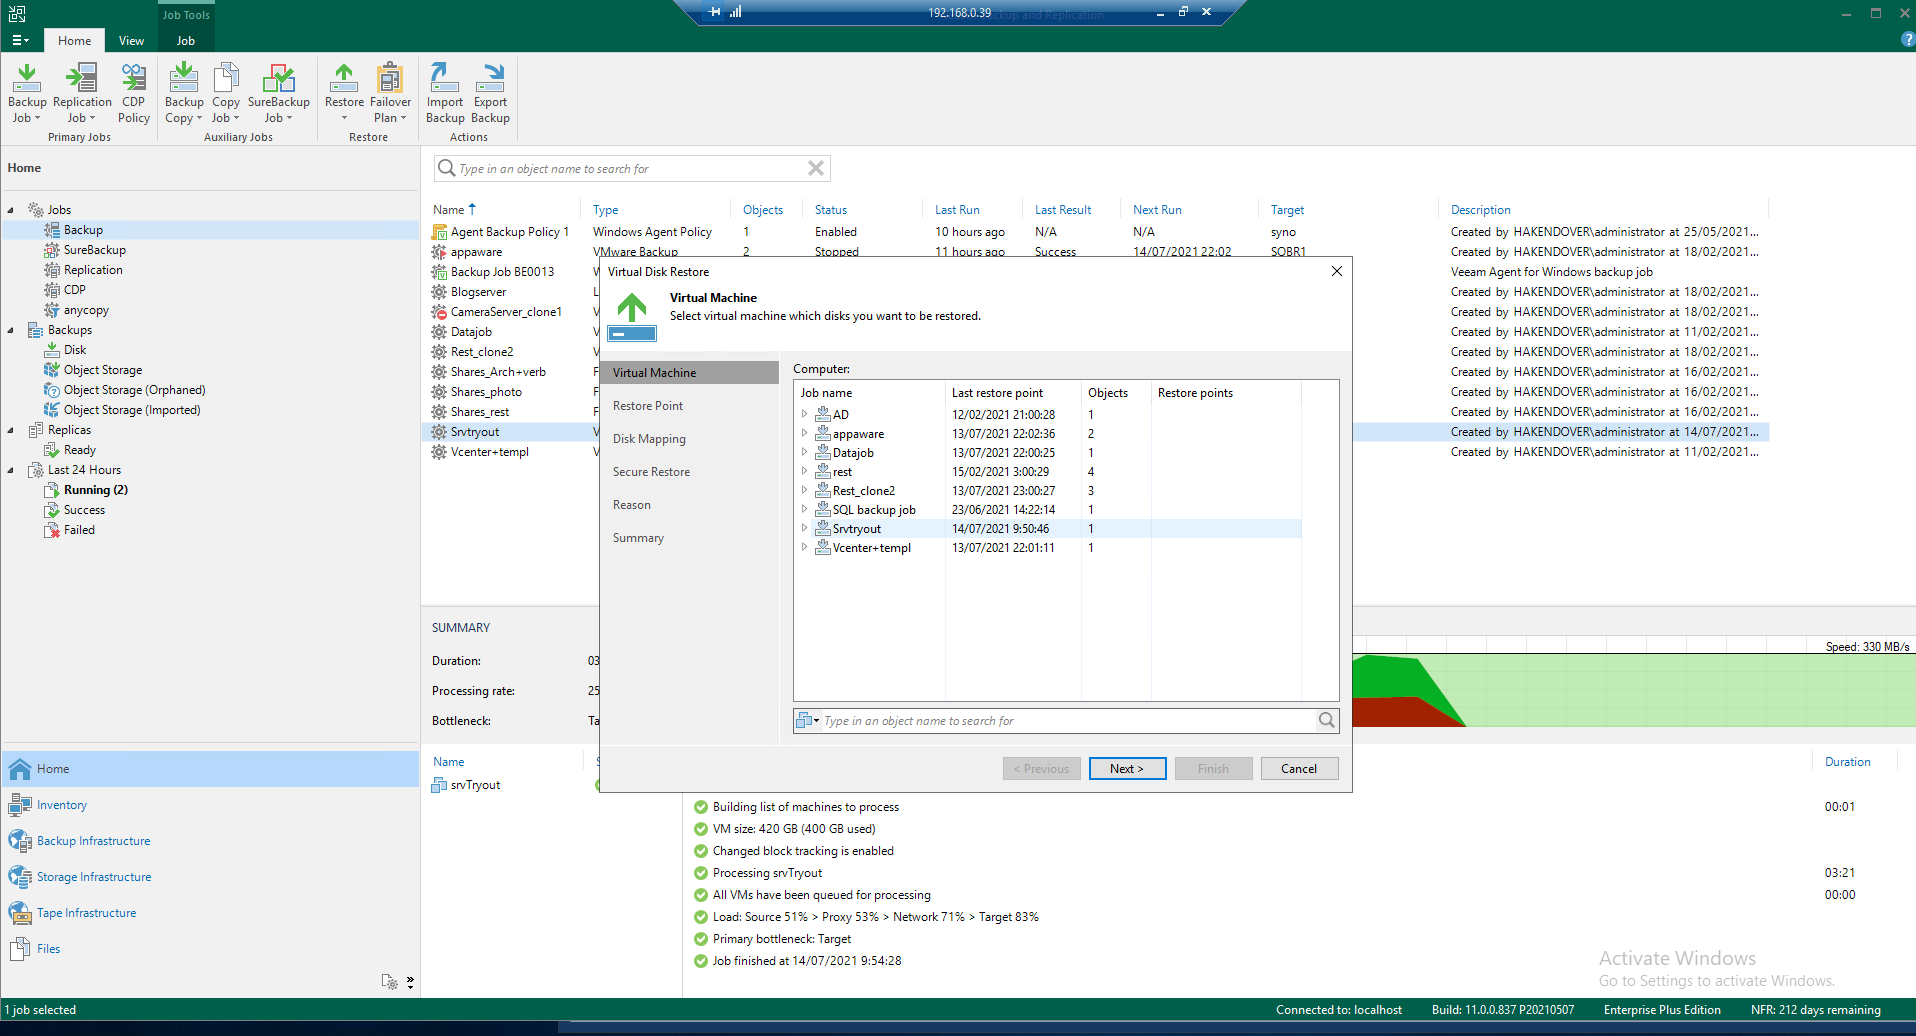 Job Tools
192.168.0.39
ckup and Replication
Home
View
Job
Backup Job
Replication Job
CDP Policy
Backup Copy
Copy Job
SureBackup Job
Restore
Failover Plan
Import Backup
Export Backup
Primary Jobs
Auxiliary Jobs
Restore
Actions
Home
Jobs
Backup
SureBackup
Replication
CDP
anycopy
Backups
Disk
Object Storage
Object Storage (Orphaned)
Object Storage (Imported)
Replicas
Ready
Last 24 Hours
Running (2)
Success
Failed
Home
Inventory
Backup Infrastructure
Storage Infrastructure
Tape Infrastructure
Files
Type in an object name to search for
Name Type Objects Status Last Run Last Result Next Run Target Description
Agent Backup Policy 1 Windows Agent Policy 1 Enabled 10 hours ago N/A N/A syno Created by HAKENDOVER\administrator at 25/05/2021...
appaware VMware Backup 2 Stopped 11 hours ago Success 14/07/2021 22:02 SOBR1 Created by HAKENDOVER\administrator at 18/02/2021...
Backup Job BE0013 Veeam Agent for Windows backup job
Blogserver Created by HAKENDOVER\administrator at 18/02/2021...
CameraServer_clone1 Created by HAKENDOVER\administrator at 18/02/2021...
Datajob Created by HAKENDOVER\administrator at 11/02/2021...
Rest_clone2 Created by HAKENDOVER\administrator at 18/02/2021...
Shares_Arch+verb Created by HAKENDOVER\administrator at 16/02/2021...
Shares_photo Created by HAKENDOVER\administrator at 16/02/2021...
Shares_rest Created by HAKENDOVER\administrator at 16/02/2021...
Srvtryout Created by HAKENDOVER\administrator at 14/07/2021...
Vcenter+templ Created by HAKENDOVER\administrator at 11/02/2021...
Virtual Disk Restore
Virtual Machine
Select virtual machine which disks you want to be restored.
Virtual Machine
Restore Point
Disk Mapping
Secure Restore
Reason
Summary
Computer:
Job name Last restore point Objects Restore points
AD 12/02/2021 21:00:28 1
appaware 13/07/2021 22:02:36 2
Datajob 13/07/2021 22:00:25 1
rest 15/02/2021 3:00:29 4
Rest_clone2 13/07/2021 23:00:27 3
SQL backup job 23/06/2021 14:22:14 1
Srvtryout 14/07/2021 9:50:46 1
Vcenter+templ 13/07/2021 22:01:11 1
Type in an object name to search for
< Previous
Next >
Finish
Cancel
SUMMARY
Duration: 03
Processing rate: 25
Bottleneck: Ta
Speed: 330 MB/s
Name
Duration
srvTryout
Building list of machines to process 00:01
VM size: 420 GB (400 GB used)
Changed block tracking is enabled
Processing srvTryout 03:21
All VMs have been queued for processing 00:00
Load: Source 51% > Proxy 53% > Network 71% > Target 83%
Primary bottleneck: Target
Job finished at 14/07/2021 9:54:28
Activate Windows
Go to Settings to activate Windows.
1 job selected
Connected to: localhost
Build: 11.0.0.837 P20210507
Enterprise Plus Edition
NFR: 212 days remaining